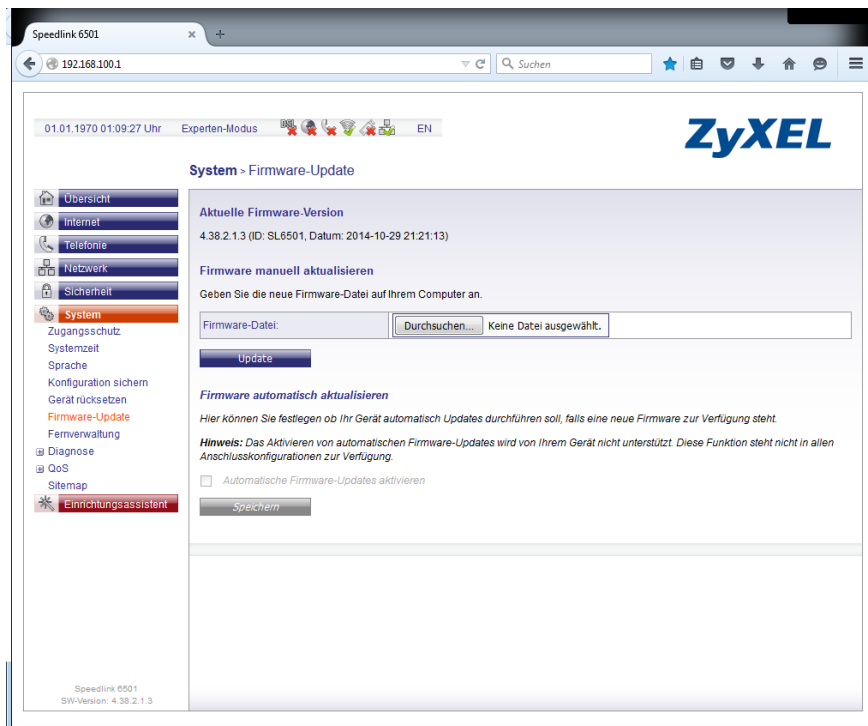 Speedlink 6501
192.168.100.1
Suchen
01.01.1970 01:09:27 Uhr Experten-Modus DSL EN
ZyXEL
System > Firmware-Update
Übersicht
Internet
Telefonie
Netzwerk
Sicherheit
System
Zugangsschutz
Systemzeit
Sprache
Konfiguration sichern
Gerät rücksetzen
Firmware-Update
Fernverwaltung
Diagnose
QoS
Sitemap
Einrichtungsassistent
Aktuelle Firmware-Version
4.38.2.1.3 (ID: SL6501, Datum: 2014-10-29 21:21:13)
Firmware manuell aktualisieren
Geben Sie die neue Firmware-Datei auf Ihrem Computer an.
Firmware-Datei: Durchsuchen... Keine Datei ausgewählt.
Update
Firmware automatisch aktualisieren
Hier können Sie festlegen ob Ihr Gerät automatisch Updates durchführen soll, falls eine neue Firmware zur Verfügung steht.
Hinweis: Das Aktivieren von automatischen Firmware-Updates wird von Ihrem Gerät nicht unterstützt. Diese Funktion steht nicht in allen
Anschlusskonfigurationen zur Verfügung.
Automatische Firmware-Updates aktivieren
Speichern
Speedlink 6501
SW-Version: 4.38.2.1.3